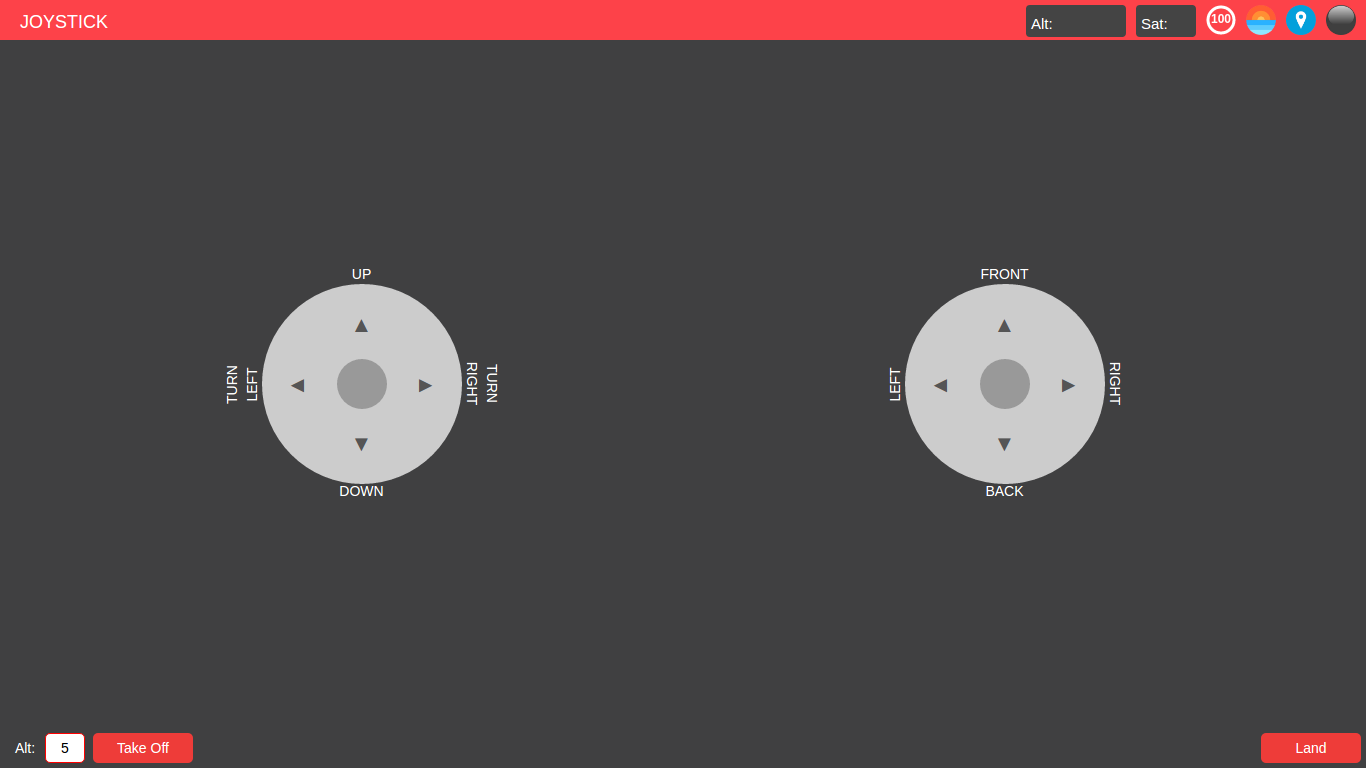 JOYSTICK
Alt:
Sat:
100
UP
TURN
LEFT
RIGHT
TURN
DOWN
FRONT
LEFT
RIGHT
BACK
Alt:
5
Take Off
Land